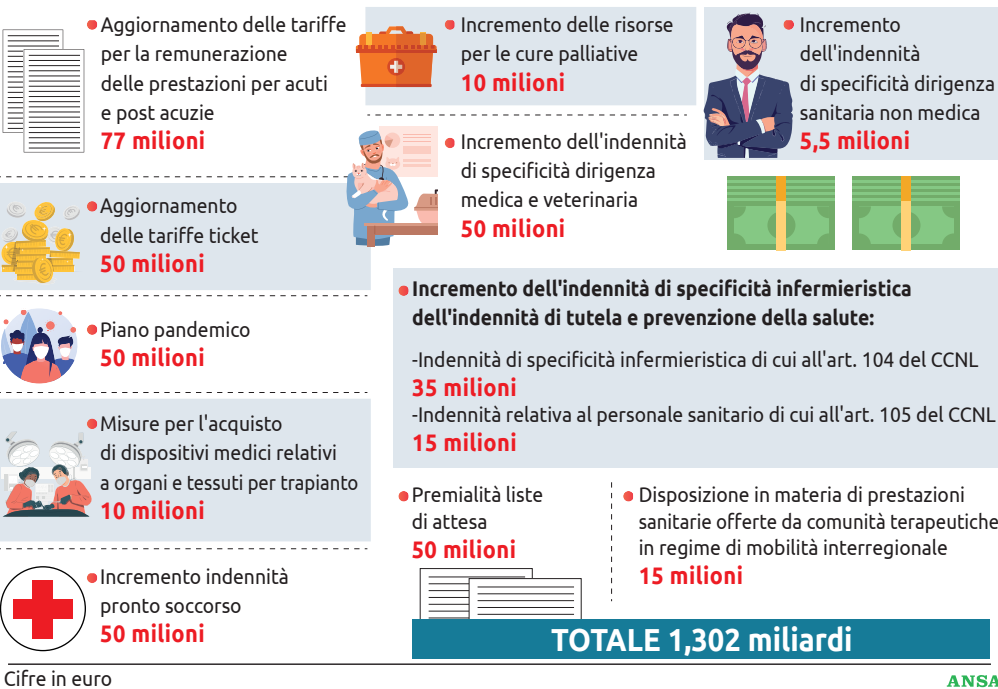 Aggiornamento delle tariffe
per la remunerazione
delle prestazioni per acuti
e post acuzie
77 milioni
Aggiornamento
delle tariffe ticket
50 milioni
Piano pandemico
50 milioni
Misure per l'acquisto
di dispositivi medici relativi
a organi e tessuti per trapianto
10 milioni
Incremento indennità
pronto soccorso
50 milioni
Incremento delle risorse
per le cure palliative
10 milioni
Incremento dell'indennità
di specificità dirigenza
medica e veterinaria
50 milioni
Incremento
dell'indennità
di specificità dirigenza
sanitaria non medica
5,5 milioni
Incremento dell'indennità di specificità infermieristica
dell'indennità di tutela e prevenzione della salute:
-Indennità di specificità infermieristica di cui all'art. 104 del CCNL
35 milioni
-Indennità relativa al personale sanitario di cui all'art. 105 del CCNL
15 milioni
Premialità liste
di attesa
50 milioni
Disposizione in materia di prestazioni
sanitarie offerte da comunità terapeutiche
in regime di mobilità interregionale
15 milioni
TOTALE 1,302 miliardi
Cifre in euro
ANSA